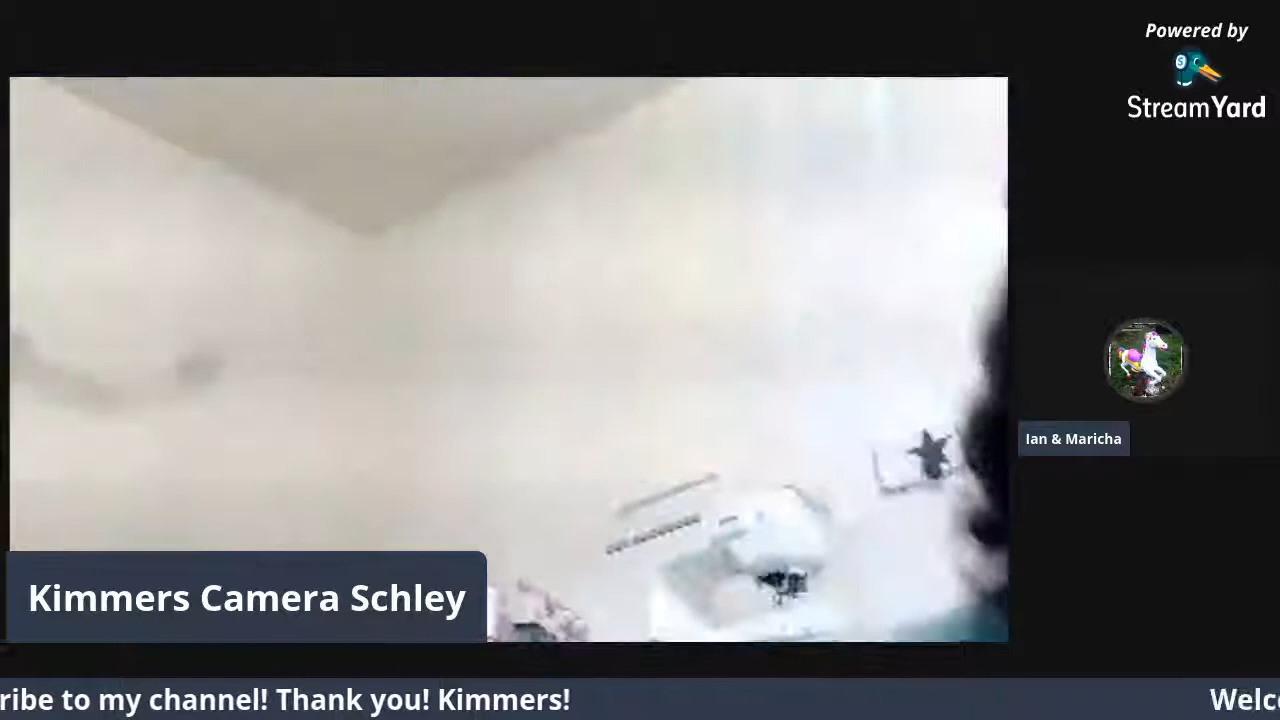 Powered by
StreamYard
Ian & Maricha
Kimmers Camera Schley
ribe to my channel! Thank you! Kimmers!
Welc